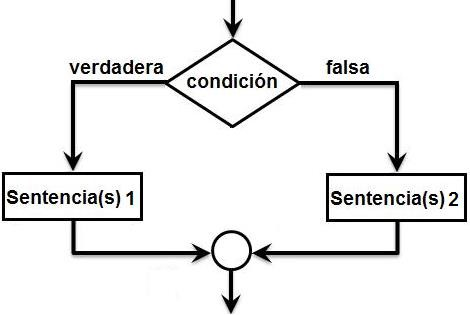 verdadera
falsa
condición
Sentencia(s) 1
Sentencia(s) 2